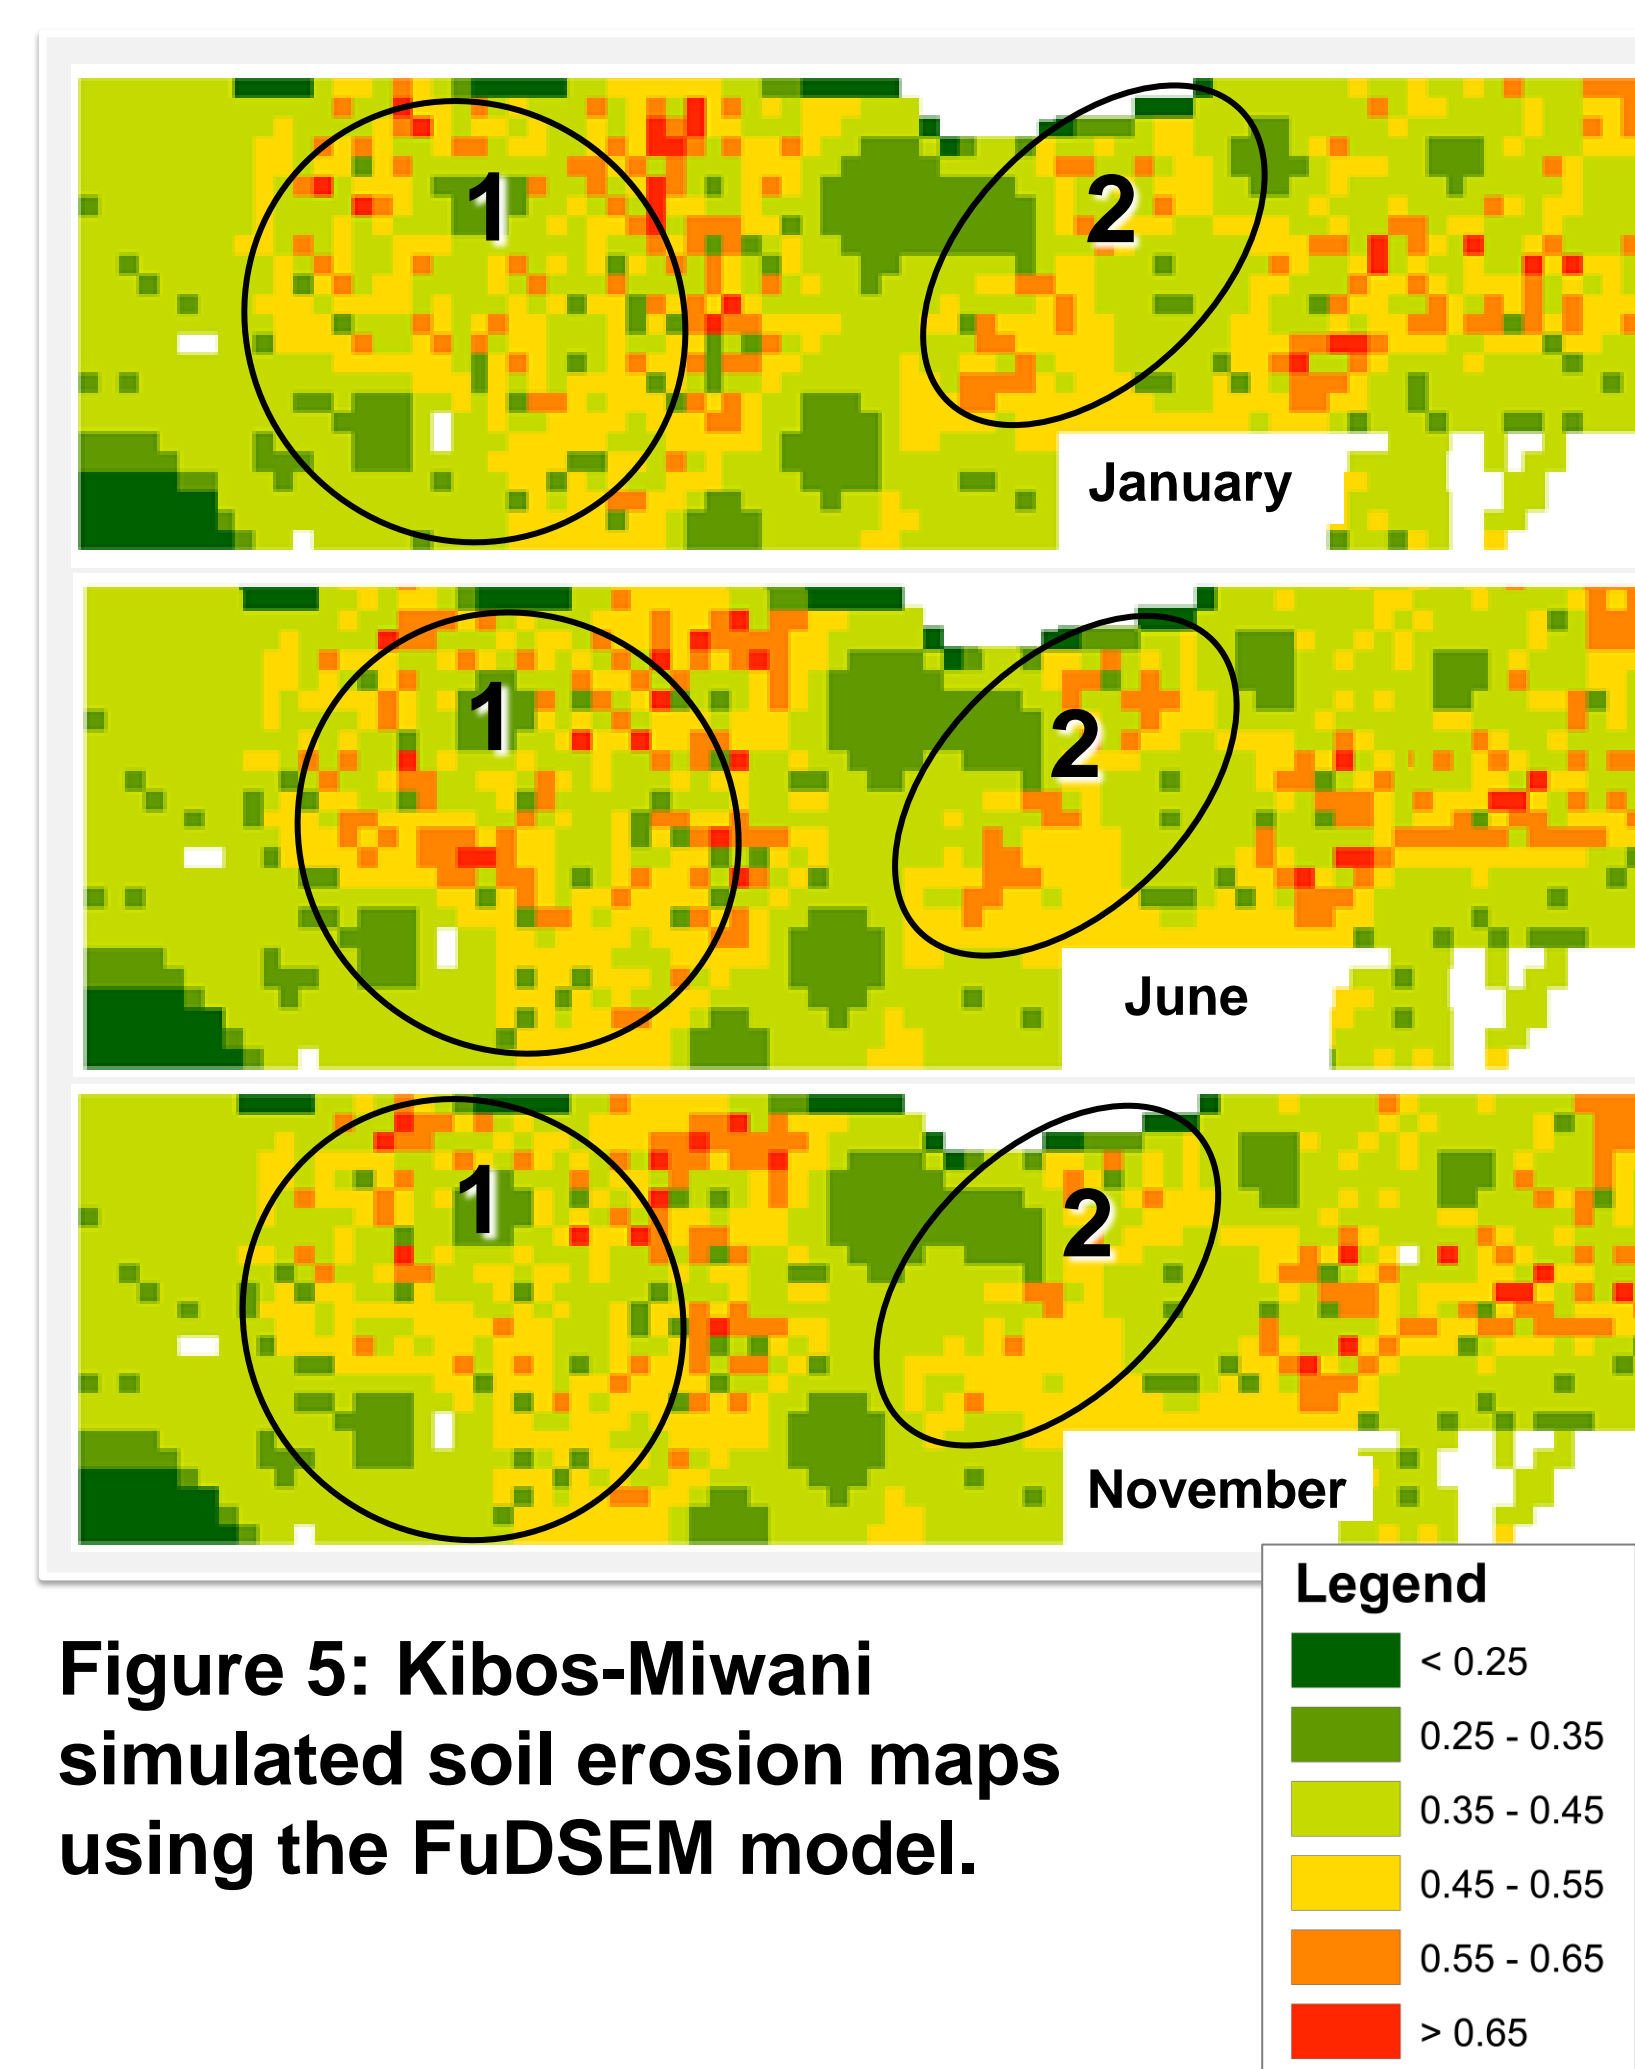 1
2
January
1
2
June
1
2
November
Legend
< 0.25
0.25 - 0.35
0.35 - 0.45
0.45 - 0.55
0.55 - 0.65
> 0.65
Figure 5: Kibos-Miwani
simulated soil erosion maps
using the FuDSEM model.